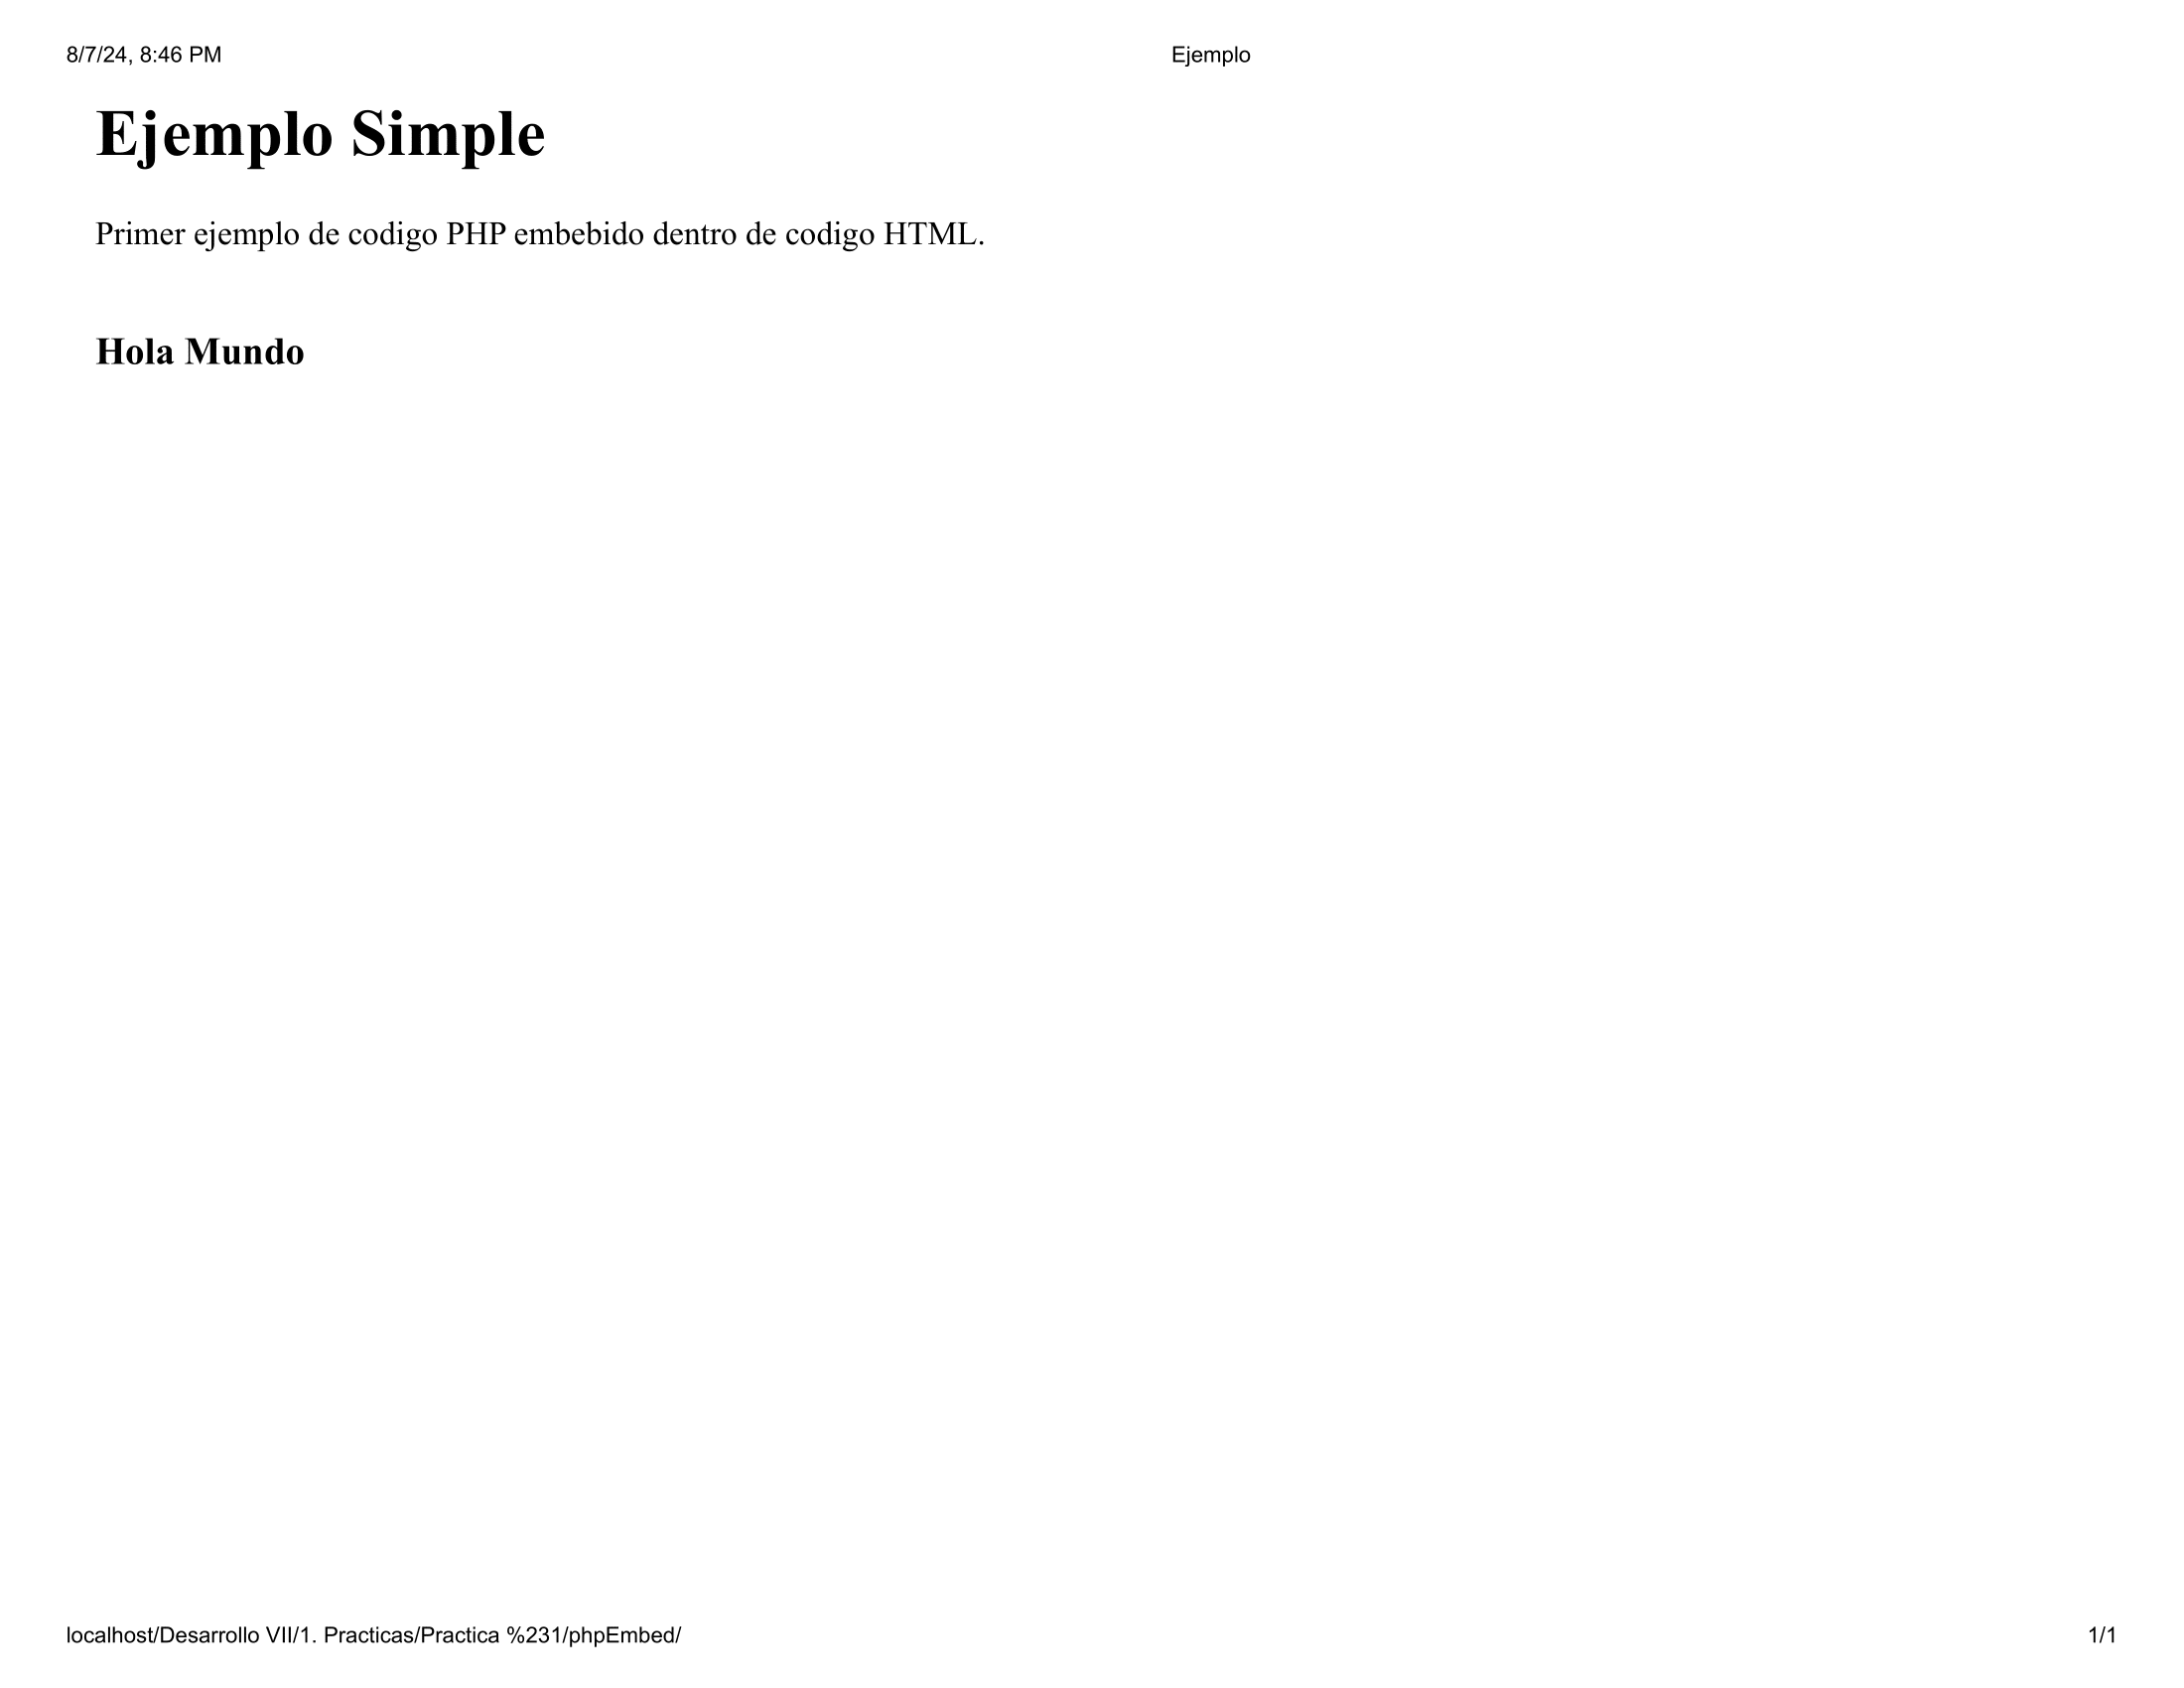 8/7/24, 8:46 PM Ejemplo
Ejemplo Simple
Primer ejemplo de codigo PHP embebido dentro de codigo HTML.
Hola Mundo
localhost/Desarrollo VII/1. Practicas/Practica %231/phpEmbed/ 1/1